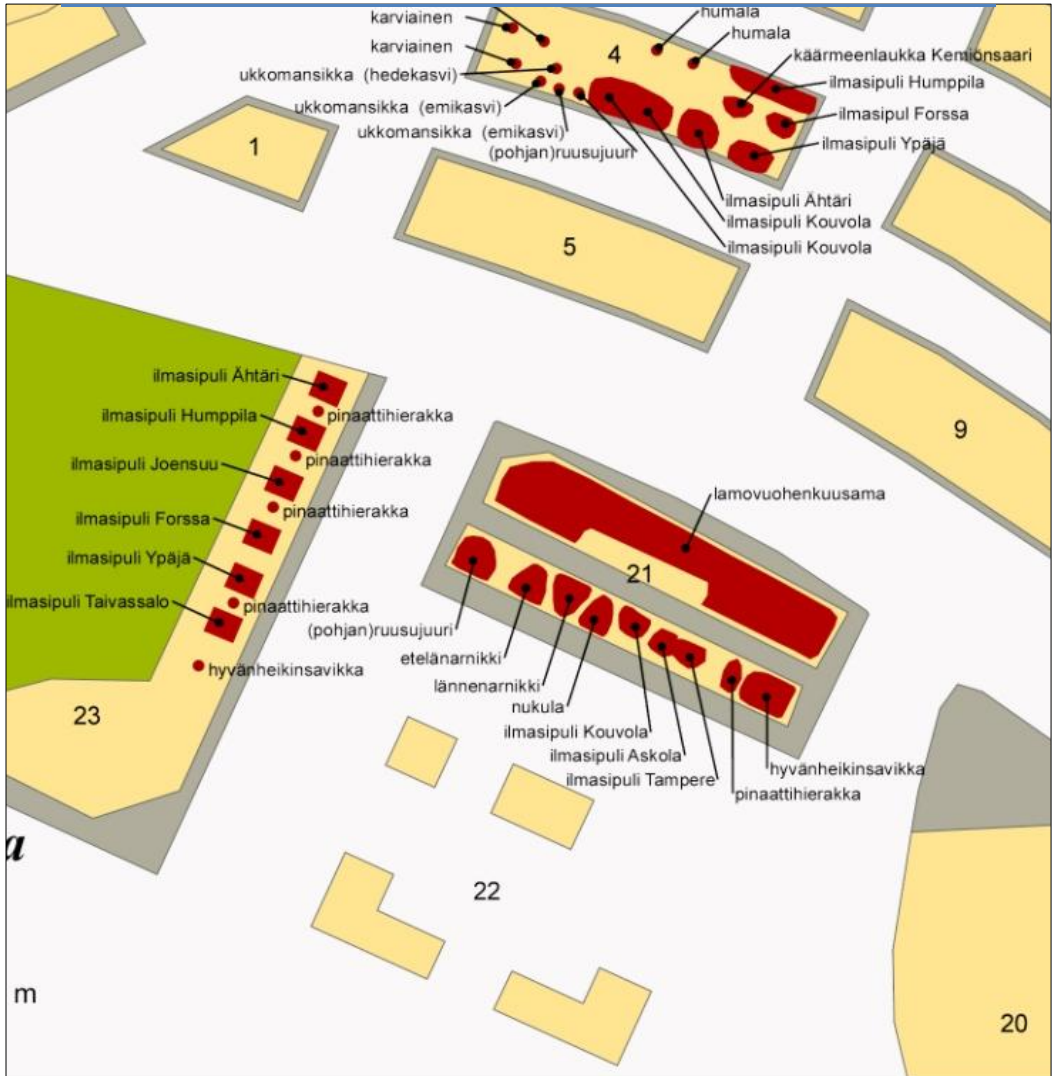 karviainen
humala
humala
karviainen
4
käärmeenlaukka Kemiönsaari
ukkomansikka (hedekasvi)
ilmasipuli Humppila
ukkomansikka (emikasvi)
ilmasipul Forssa
ukkomansikka (emikasvi)
1
ilmasipuli Ypäjä
(pohjan)ruusujuuri
ilmasipuli Ähtäri
ilmasipuli Kouvola
ilmasipuli Kouvola
5
ilmasipuli Ähtäri
pinaattihierakka
ilmasipuli Humppila
9
pinaattihierakka
ilmasipuli Joensuu
lamovuohenkuusama
pinaattihierakka
ilmasipuli Forssa
ilmasipuli Ypäjä
21
ilmasipuli Taivassalo
pinaattihierakka
(pohjan)ruusujuuri
etelänarnikki
hyvänheikinsavikka
lännenarnikki
nukula
23
ilmasipuli Kouvola
ilmasipuli Askola
hyvänheikinsavikka
ilmasipuli Tampere
pinaattihierakka
a
22
m
20